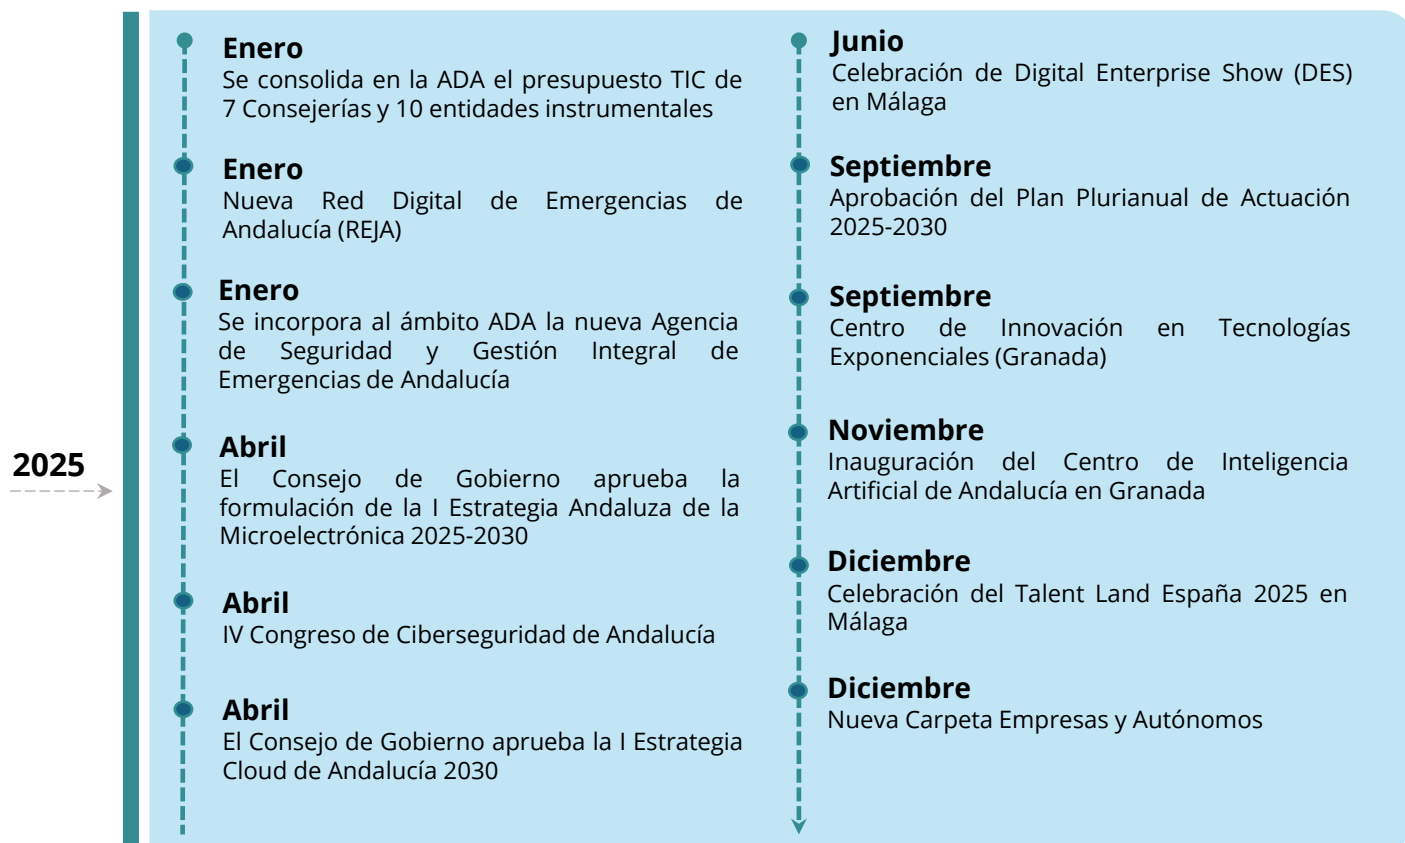 2025
Enero
Se consolida en la ADA el presupuesto TIC de
7 Consejerías y 10 entidades instrumentales
Enero
Nueva Red Digital de Emergencias de
Andalucía (REJA)
Enero
Se incorpora al ámbito ADA la nueva Agencia
de Seguridad y Gestión Integral de
Emergencias de Andalucía
Abril
El Consejo de Gobierno aprueba la
formulación de la I Estrategia Andaluza de la
Microelectrónica 2025-2030
Abril
IV Congreso de Ciberseguridad de Andalucía
Abril
El Consejo de Gobierno aprueba la I Estrategia
Cloud de Andalucía 2030
Junio
Celebración de Digital Enterprise Show (DES)
en Málaga
Septiembre
Aprobación del Plan Plurianual de Actuación
2025-2030
Septiembre
Centro de Innovación en Tecnologías
Exponenciales (Granada)
Noviembre
Inauguración del Centro de Inteligencia
Artificial de Andalucía en Granada
Diciembre
Celebración del Talent Land España 2025 en
Málaga
Diciembre
Nueva Carpeta Empresas y Autónomos